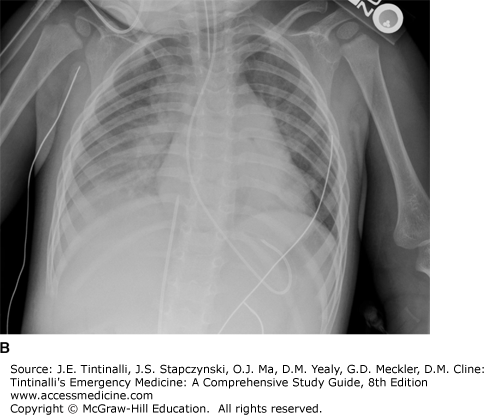 B
Source: J.E. Tintinalli, J.S. Stapczynski, O.J. Ma, D.M. Yealy, G.D. Meckler, D.M. Cline:
Tintinalli's Emergency Medicine: A Comprehensive Study Guide, 8th Edition
www.accessmedicine.com
Copyright © McGraw-Hill Education.  All rights reserved.